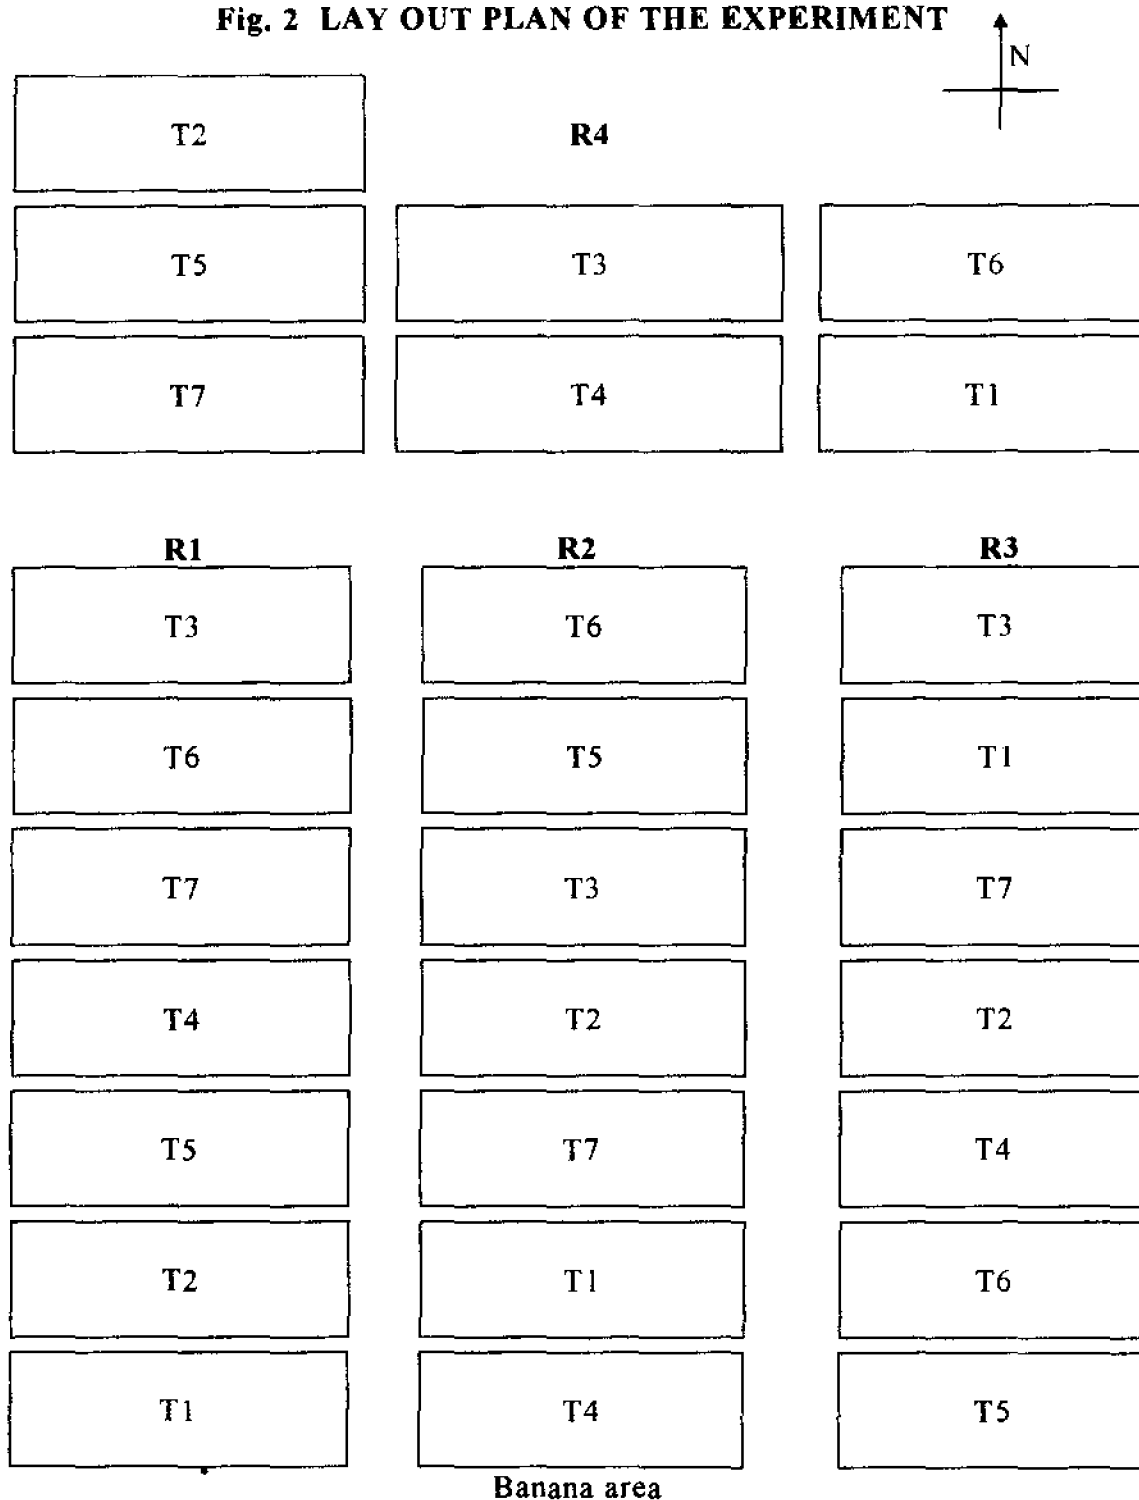 Fig. 2 LAY OUT PLAN OF THE EXPERIMENT
N
T2 R4
T5 T3 T6
T7 T4 T1
R1 R2 R3
T3 T6 T3
T6 T5 T1
T7 T3 T7
T4 T2 T2
T5 T7 T4
T2 T1 T6
T1 T4 T5
Banana area